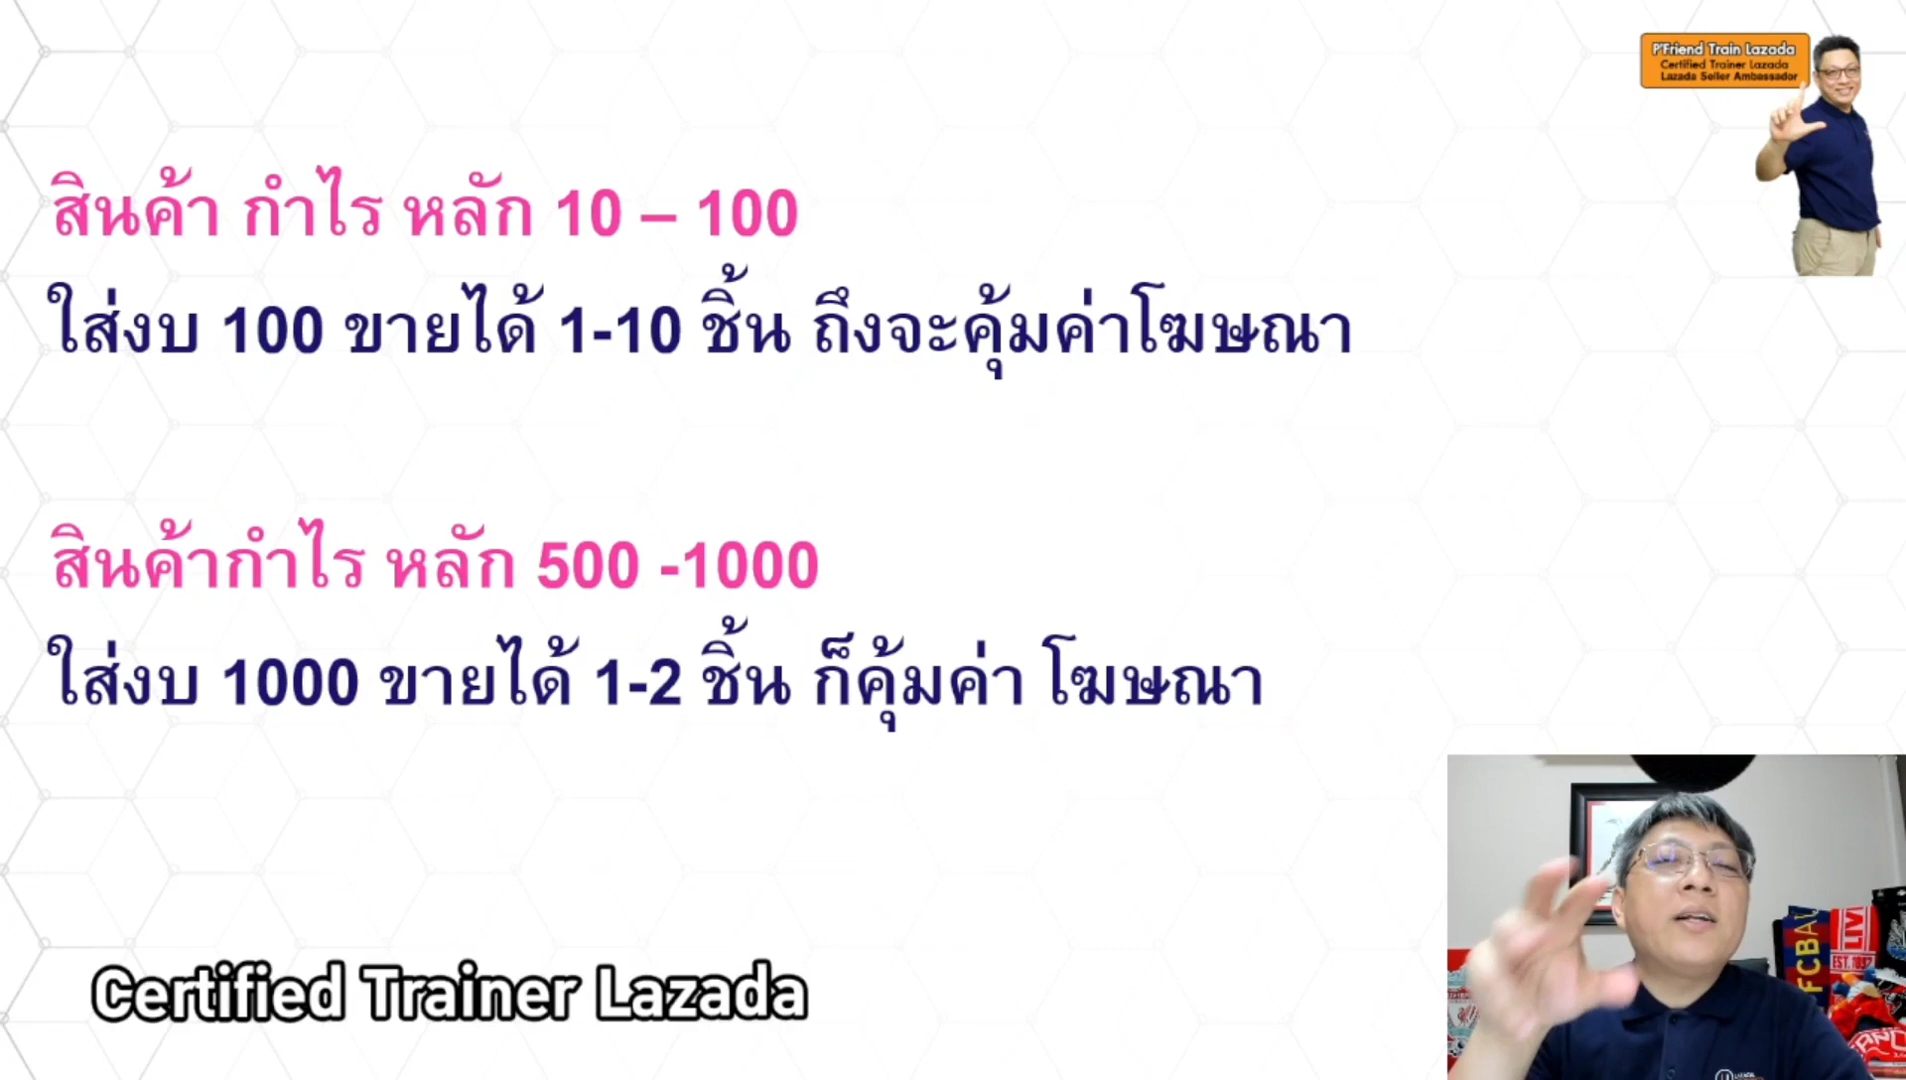 P'Friend Train Lazada
Certified Trainer Lazada
Lazada Seller Ambassador
สินค้า กำไร หลัก 10 – 100
ใส่งบ 100 ขายได้ 1-10 ชิ้น ถึงจะคุ้มค่าโฆษณา
สินค้ากำไร หลัก 500 -1000
ใส่งบ 1000 ขายได้ 1-2 ชิ้น ก็คุ้มค่า โฆษณา
Certified Trainer Lazada
FCBA
LIV
EST. 1892